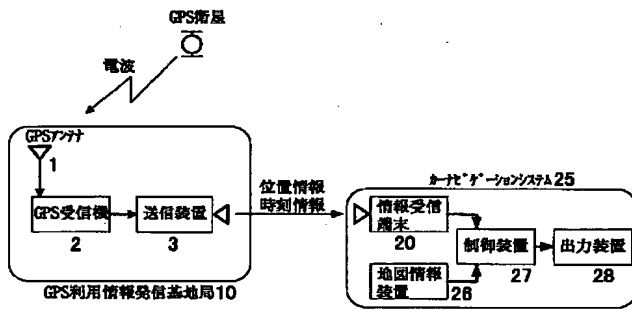 GPS衛星
電波
GPSアンテナ
1
GPS受信機
2
送信装置
3
GPS利用情報発信基地局10
位置情報
時刻情報
カーナビゲーションシステム25
情報受信
端末
20
地図情報
装置
26
制御装置
27
出力装置
28